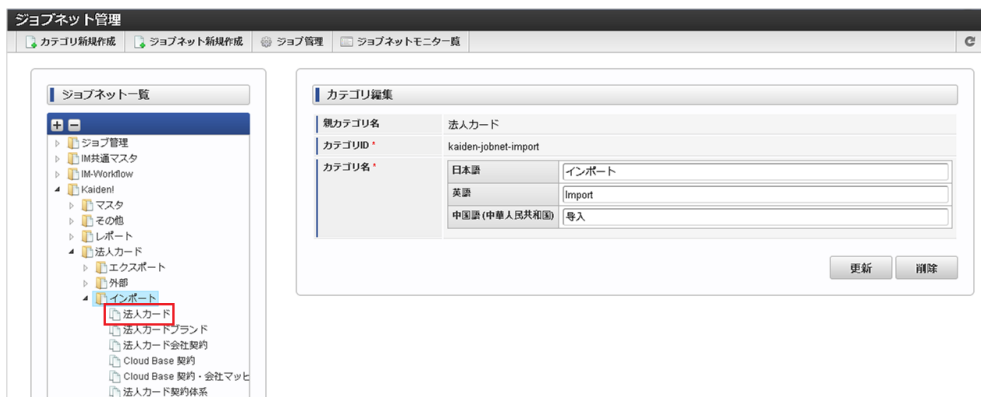 ジョブネット管理
カテゴリ新規作成 ジョブネット新規作成 ジョブ管理 ジョブネットモニター覧
ジョブネット一覧
ジョブ管理
IM共通マスタ
IM-Workflow
Kaiden!
マスタ
その他
レポート
法人カード
エクスポート
外部
インポート
法人カード
法人カードブランド
法人カード会社契約
Cloud Base 契約
Cloud Base 契約・会社マッピ
法人カード契約体系
カテゴリ編集
親カテゴリ名 法人カード
カテゴリID * kaiden-jobnet-import
カテゴリ名 *
日本語 インポート
英語 Import
中国語 (中華人民共和国) 导入
更新 削除